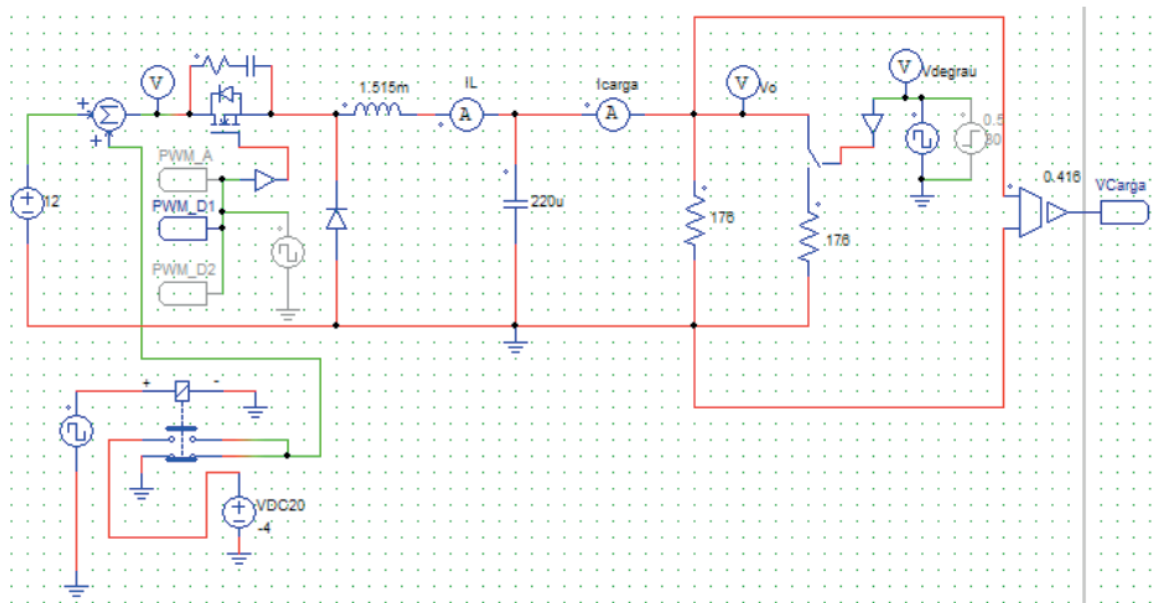 V
1.515m
IL
A
Icarga
A
V
Vo
V
Vdegrau
Σ
+
+
PWM_A
12
PWM_D1
PWM_D2
220u
176
176
0.5
80
0.416
VCarga
+ -
VDC20
-4